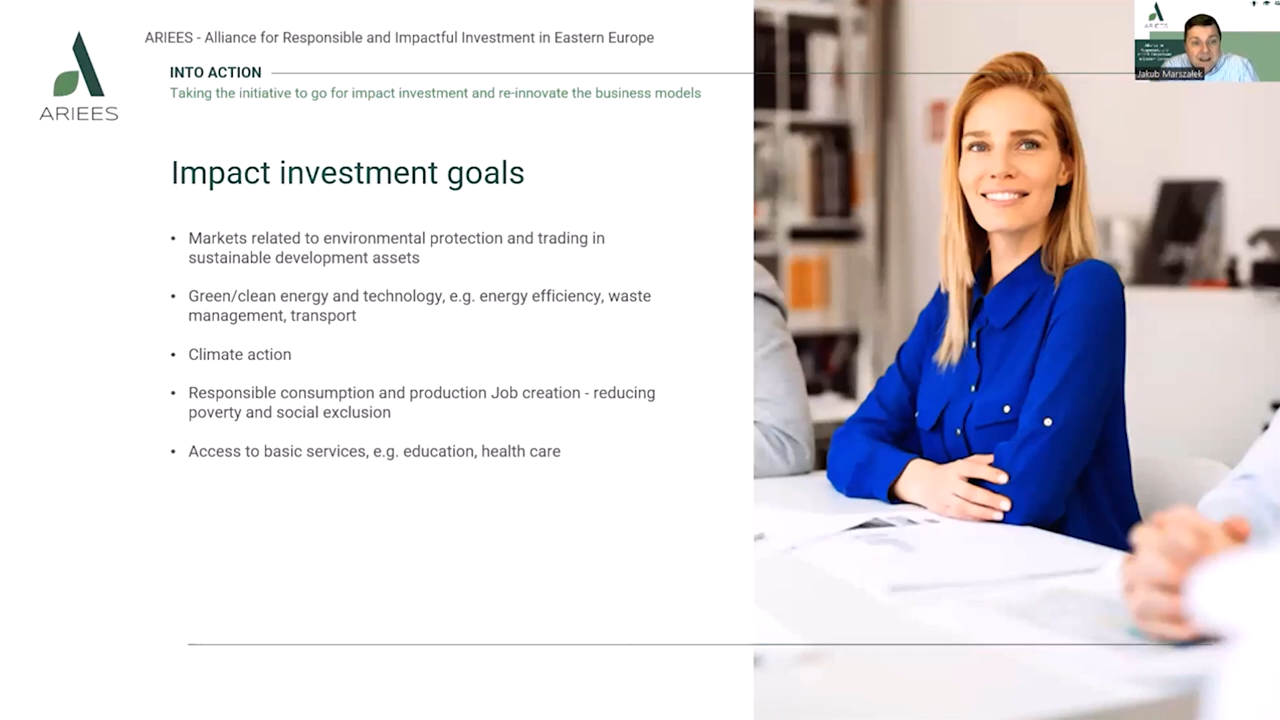 ARIEES - Alliance for Responsible and Impactful Investment in Eastern Europe
INTO ACTION
Taking the initiative to go for impact investment and re-innovate the business models
ARIEES
Impact investment goals
• Markets related to environmental protection and trading in
sustainable development assets
• Green/clean energy and technology, e.g. energy efficiency, waste
management, transport
• Climate action
• Responsible consumption and production Job creation - reducing
poverty and social exclusion
• Access to basic services, e.g. education, health care
Jakub Marszałek